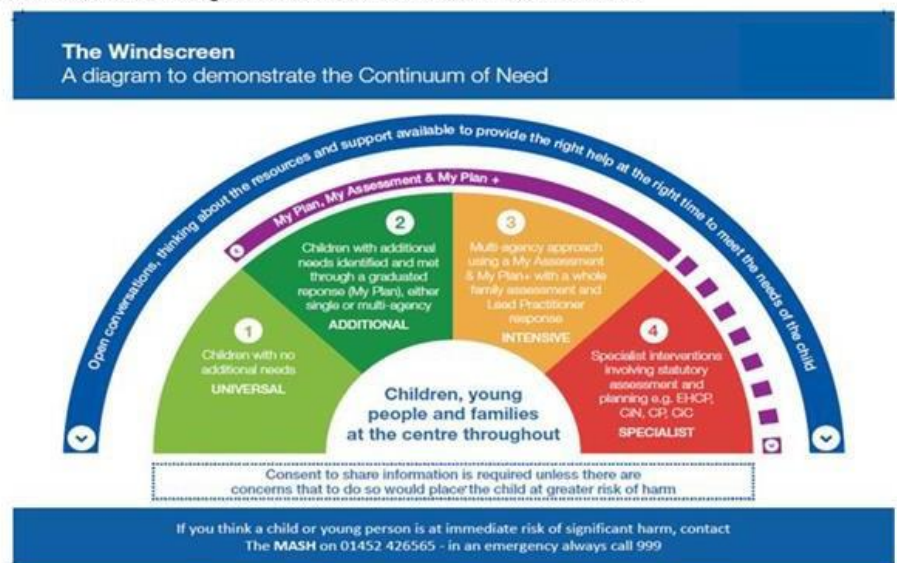 The Windscreen
A diagram to demonstrate the Continuum of Need
Open conversations, thinking about the resources and support available to provide the right help at the right time to meet the needs of the child
My Plan, My Assessment & My Plan +
1
Children with no
additional needs
UNIVERSAL
2
Children with additional
needs identified and met
through a graduated
reponse (My Plan), either
single or multi-agency
ADDITIONAL
3
Multi-agency approach
using a My Assessment
& My Plan+ with a whole
family assessment and
Lead Practitioner
response
INTENSIVE
4
Specialist interventions
involving statutory
assessment and
planning e.g. EHCP,
CiN, CP, CiC
SPECIALIST
Children, young
people and families
at the centre throughout
Consent to share information is required unless there are
concerns that to do so would place the child at greater risk of harm
If you think a child or young person is at immediate risk of significant harm, contact
The MASH on 01452 426565 - in an emergency always call 999